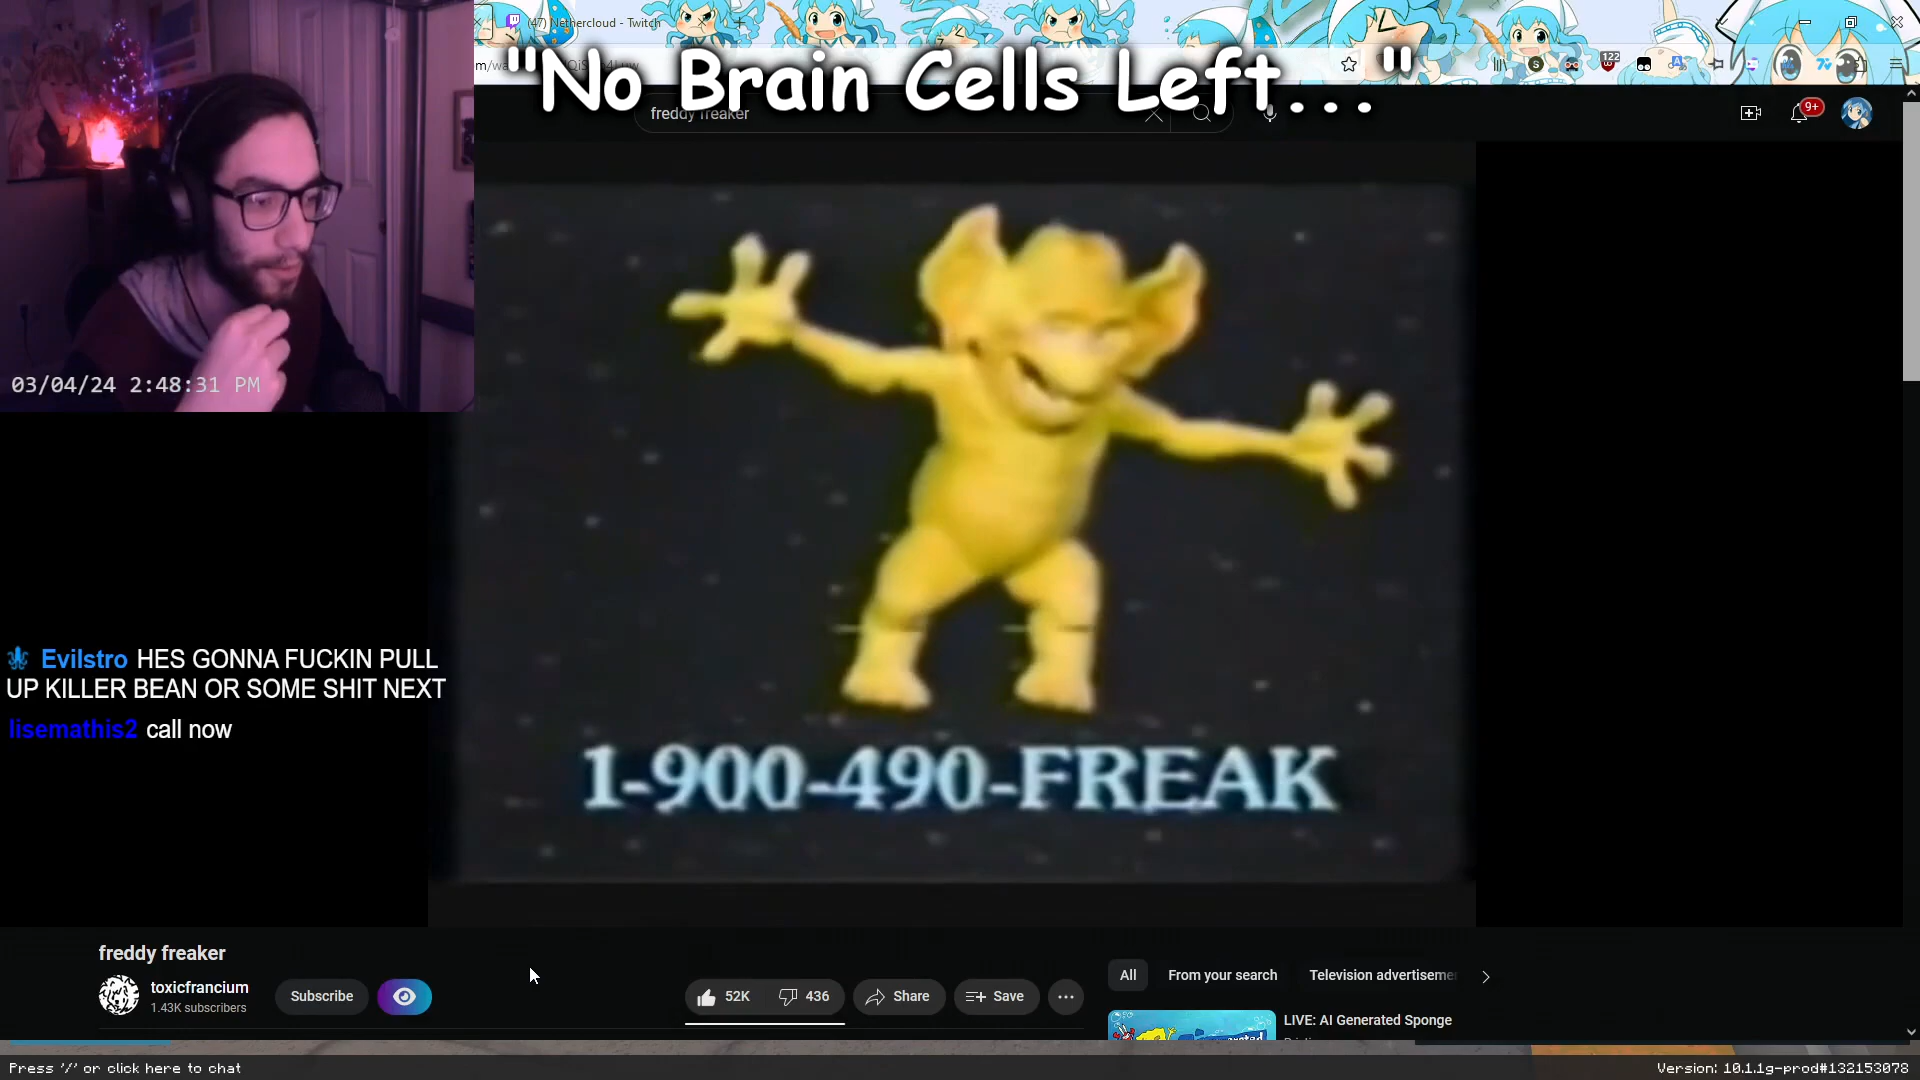 (47) Nethercloud - Twitch
"No Brain Cells Left..."
freddy freaker
122
9+
03/04/24 2:48:31 PM
Evilstro HES GONNA FUCKIN PULL
UP KILLER BEAN OR SOME SHIT NEXT
lisemathis2 call now
1-900-490-FREAK
freddy freaker
toxicfrancium
1.43K subscribers
Subscribe
52K
436
Share
Save
All
From your search
LIVE: AI Generated Sponge
Press '/' or click here to chat
Version: 10.1.1g-prod#132153078